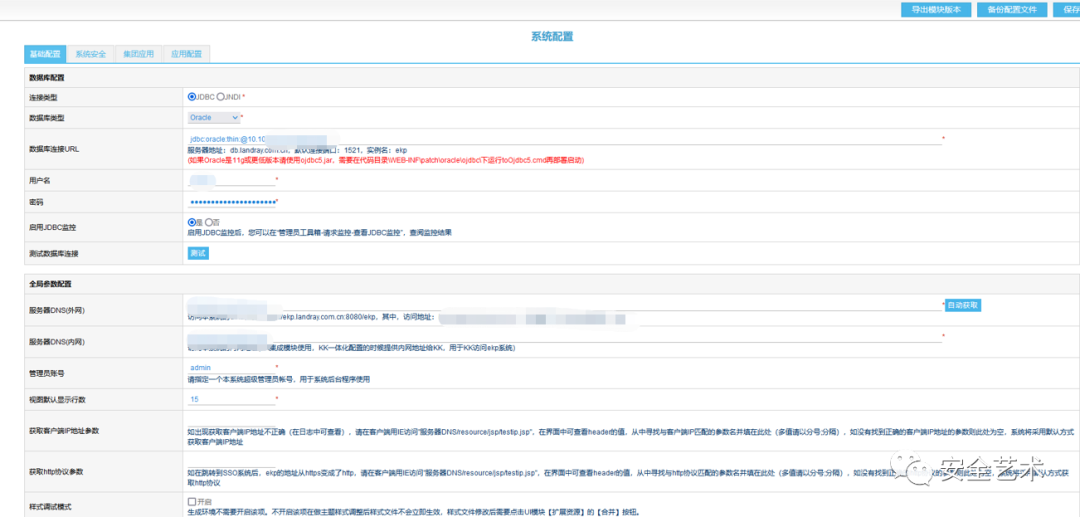 导出模块版本 备份配置文件 保存
系统配置
基础配置 系统安全 集团应用 应用配置
数据库配置
连接类型 JDBC JNDI *
数据库类型 Oracle *
数据库连接URL jdbc:oracle:thin:@10.10 *
服务器地址：db.landray.com.cn，默认连接端口：1521，实例名：ekp
(如果Oracle是11g或更低版本请使用ojdbc5.jar，需要在代码目录\WEB-INF\patch\oracle\ojdbc\下运行toOjdbc5.cmd再部署启动)
用户名 *
密码 *
启用JDBC监控 是 否
启用JDBC监控后，您可以在"管理员工具箱-请求监控-查看JDBC监控"，查阅监控结果
测试数据库连接 测试
全局参数配置
服务器DNS(外网) * 自动获取
/ekp.landray.com.cn:8080/ekp，其中，访问地址：
服务器DNS(内网) *
集成模块使用，KK一体化配置的时候提供内网地址给KK，用于KK访问ekp系统)
管理员账号 admin *
请指定一个本系统超级管理员帐号，用于系统后台程序使用
视图默认显示行数 15 *
获取客户端IP地址参数
如出现获取客户端IP地址不正确（在日志中可查看），请在客户端用IE访问"服务器DNS/resource/jsp/testip.jsp"，在界面中可查看header的值，从中寻找与客户端IP匹配的参数名并填在此处（多值请以分号;分隔），如没有找到正确的客户端IP地址的参数则此处为空，系统将采用默认方式
获取客户端IP地址
获取http协议参数
如在跳转到SSO系统后，ekp的地址从https变成了http，请在客户端用IE访问"服务器DNS/resource/jsp/testip.jsp"，在界面中可查看header的值，从中寻找与http协议匹配的参数名并填在此处（多值请以分号;分隔），如没有找到正 认方式获
取http协议
安全艺术
样式调试模式 开启
生成环境不需要开启该项。不开启该项在做主题样式调整后样式文件不会立即生效，样式文件修改后需要点击UI模块【扩展资源】的【合并】按钮。